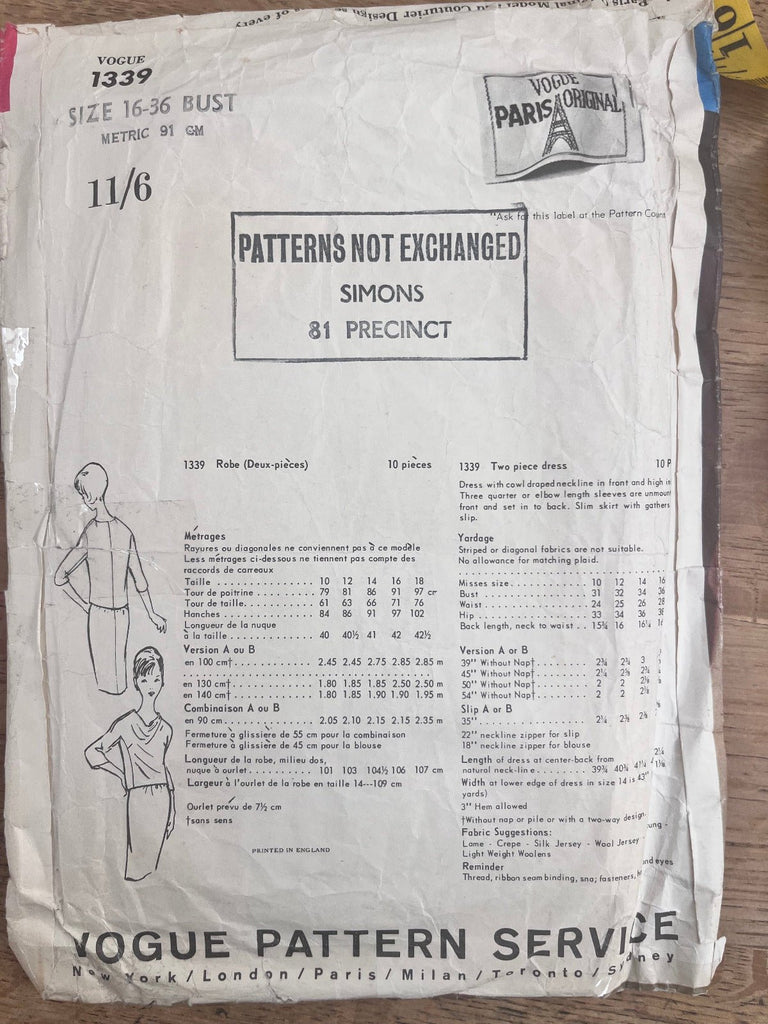 VOGUE
1339
SIZE 16-36 BUST
METRIC 91 CM
11/6
VOGUE
PARIS ORIGINAL
"Ask for this label at the Pattern Count
PATTERNS NOT EXCHANGED
SIMONS
81 PRECINCT
1339 Robe (Deux-pièces) 10 pièces
Métrages
Rayures ou diagonales ne conviennent pas à ce modèle
Less métrages ci-dessous ne tiennent pas compte des
raccords de carreaux
Taille 10 12 14 16 18
Tour de poitrine 79 81 86 91 97 cm
Tour de taille 61 63 66 71 76
Hanches 84 86 91 97 102
Longueur de la nuque
à la taille 40 40½ 41 42 42½
Version A ou B
en 100 cm† 2.45 2.45 2.75 2.85 2.85 m
en 130 cm† 1.80 1.85 1.85 2.50 2.50 m
en 140 cm† 1.80 1.85 1.90 1.90 1.95 m
Combinaison A ou B
en 90 cm 2.05 2.10 2.15 2.15 2.35 m
Fermeture à glissière de 55 cm pour la combinaison
Fermeture à glissière de 45 cm pour la blouse
Longueur de la robe, milieu dos,
nuque à ourlet 101 103 104½ 106 107 cm
Largeur à l'ourlet de la robe en taille 14---109 cm
Ourlet prévu de 7½ cm
†sans sens
PRINTED IN ENGLAND
1339 Two piece dress 10 P
Dress with cowl draped neckline in front and high in
Three quarter or elbow length sleeves are unmount
front and set in to back. Slim skirt with gathers
slip.
Yardage
Striped or diagonal fabrics are not suitable.
No allowance for matching plaid.
Misses size 10 12 14 16
Bust 31 32 34 36
Waist 24 25 26 28
Hip 33 34 36 38
Back length, neck to waist 15¾ 16 16¼
Version A or B
39" Without Nap† 2¾ 2¾ 3
45" Without Nap† 2¼ 2⅜ 2¾
50" Without Nap† 2 2 2⅛
54" Without Nap† 2 2 2⅛
Slip A or B
35" 2¼ 2⅜ 2⅜
22" neckline zipper for slip
18" neckline zipper for blouse
Length of dress at center-back from
natural neck-line 39¾ 40¾ 41¼
Width at lower edge of dress in size 14 is 43"
yards)
3" Hem allowed
†Without nap or pile or with a two-way design.
Fabric Suggestions:
Lame - Crepe - Silk Jersey - Wool Jersey
Light Weight Woolens
Reminder
and eyes
Thread, ribbon seam binding, snap fasteners,
VOGUE PATTERN SERVICE
New York / London / Paris / Milan / Toronto / Sydney